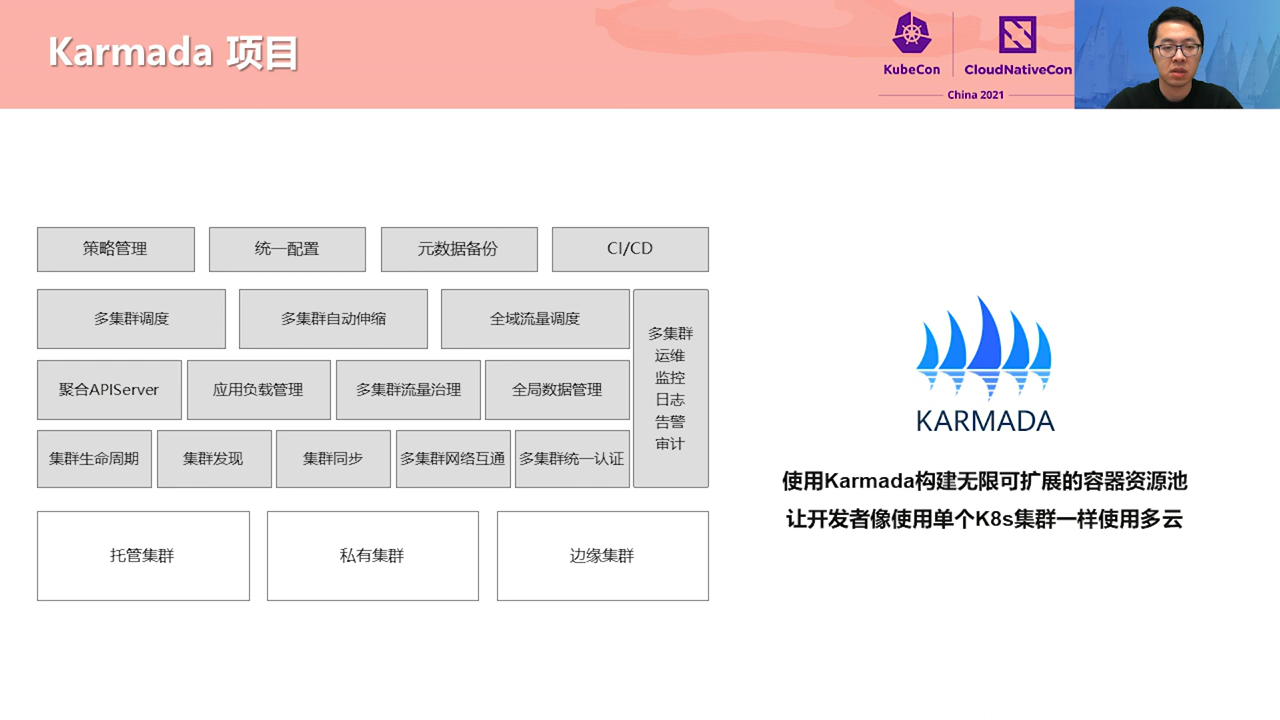 Karmada 项目
KubeCon
CloudNativeCon
China 2021
策略管理
统一配置
元数据备份
CI/CD
多集群调度
多集群自动伸缩
全域流量调度
多集群
运维
监控
日志
告警
审计
聚合APIServer
应用负载管理
多集群流量治理
全局数据管理
集群生命周期
集群发现
集群同步
多集群网络互通
多集群统一认证
托管集群
私有集群
边缘集群
KARMADA
使用Karmada构建无限可扩展的容器资源池
让开发者像使用单个K8s集群一样使用多云